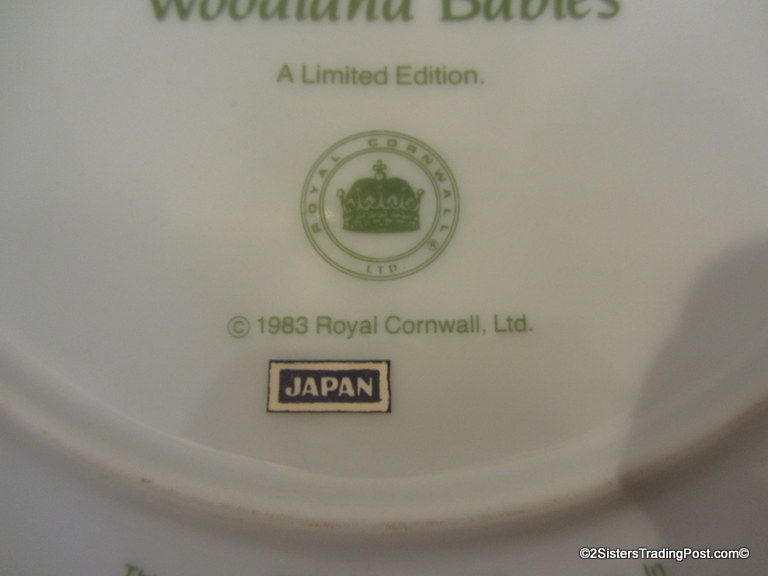 Woodland Babies
A Limited Edition.
ROYAL CORNWALL ®
LTD.
© 1983 Royal Cornwall, Ltd.
JAPAN
©2SistersTradingPost.com©